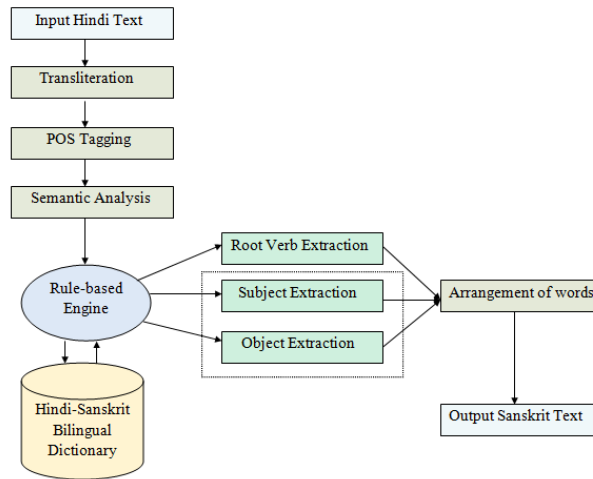 Input Hindi Text
Transliteration
POS Tagging
Semantic Analysis
Rule-based
Engine
Hindi-Sanskrit
Bilingual
Dictionary
Root Verb Extraction
Subject Extraction
Object Extraction
Arrangement of words
Output Sanskrit Text